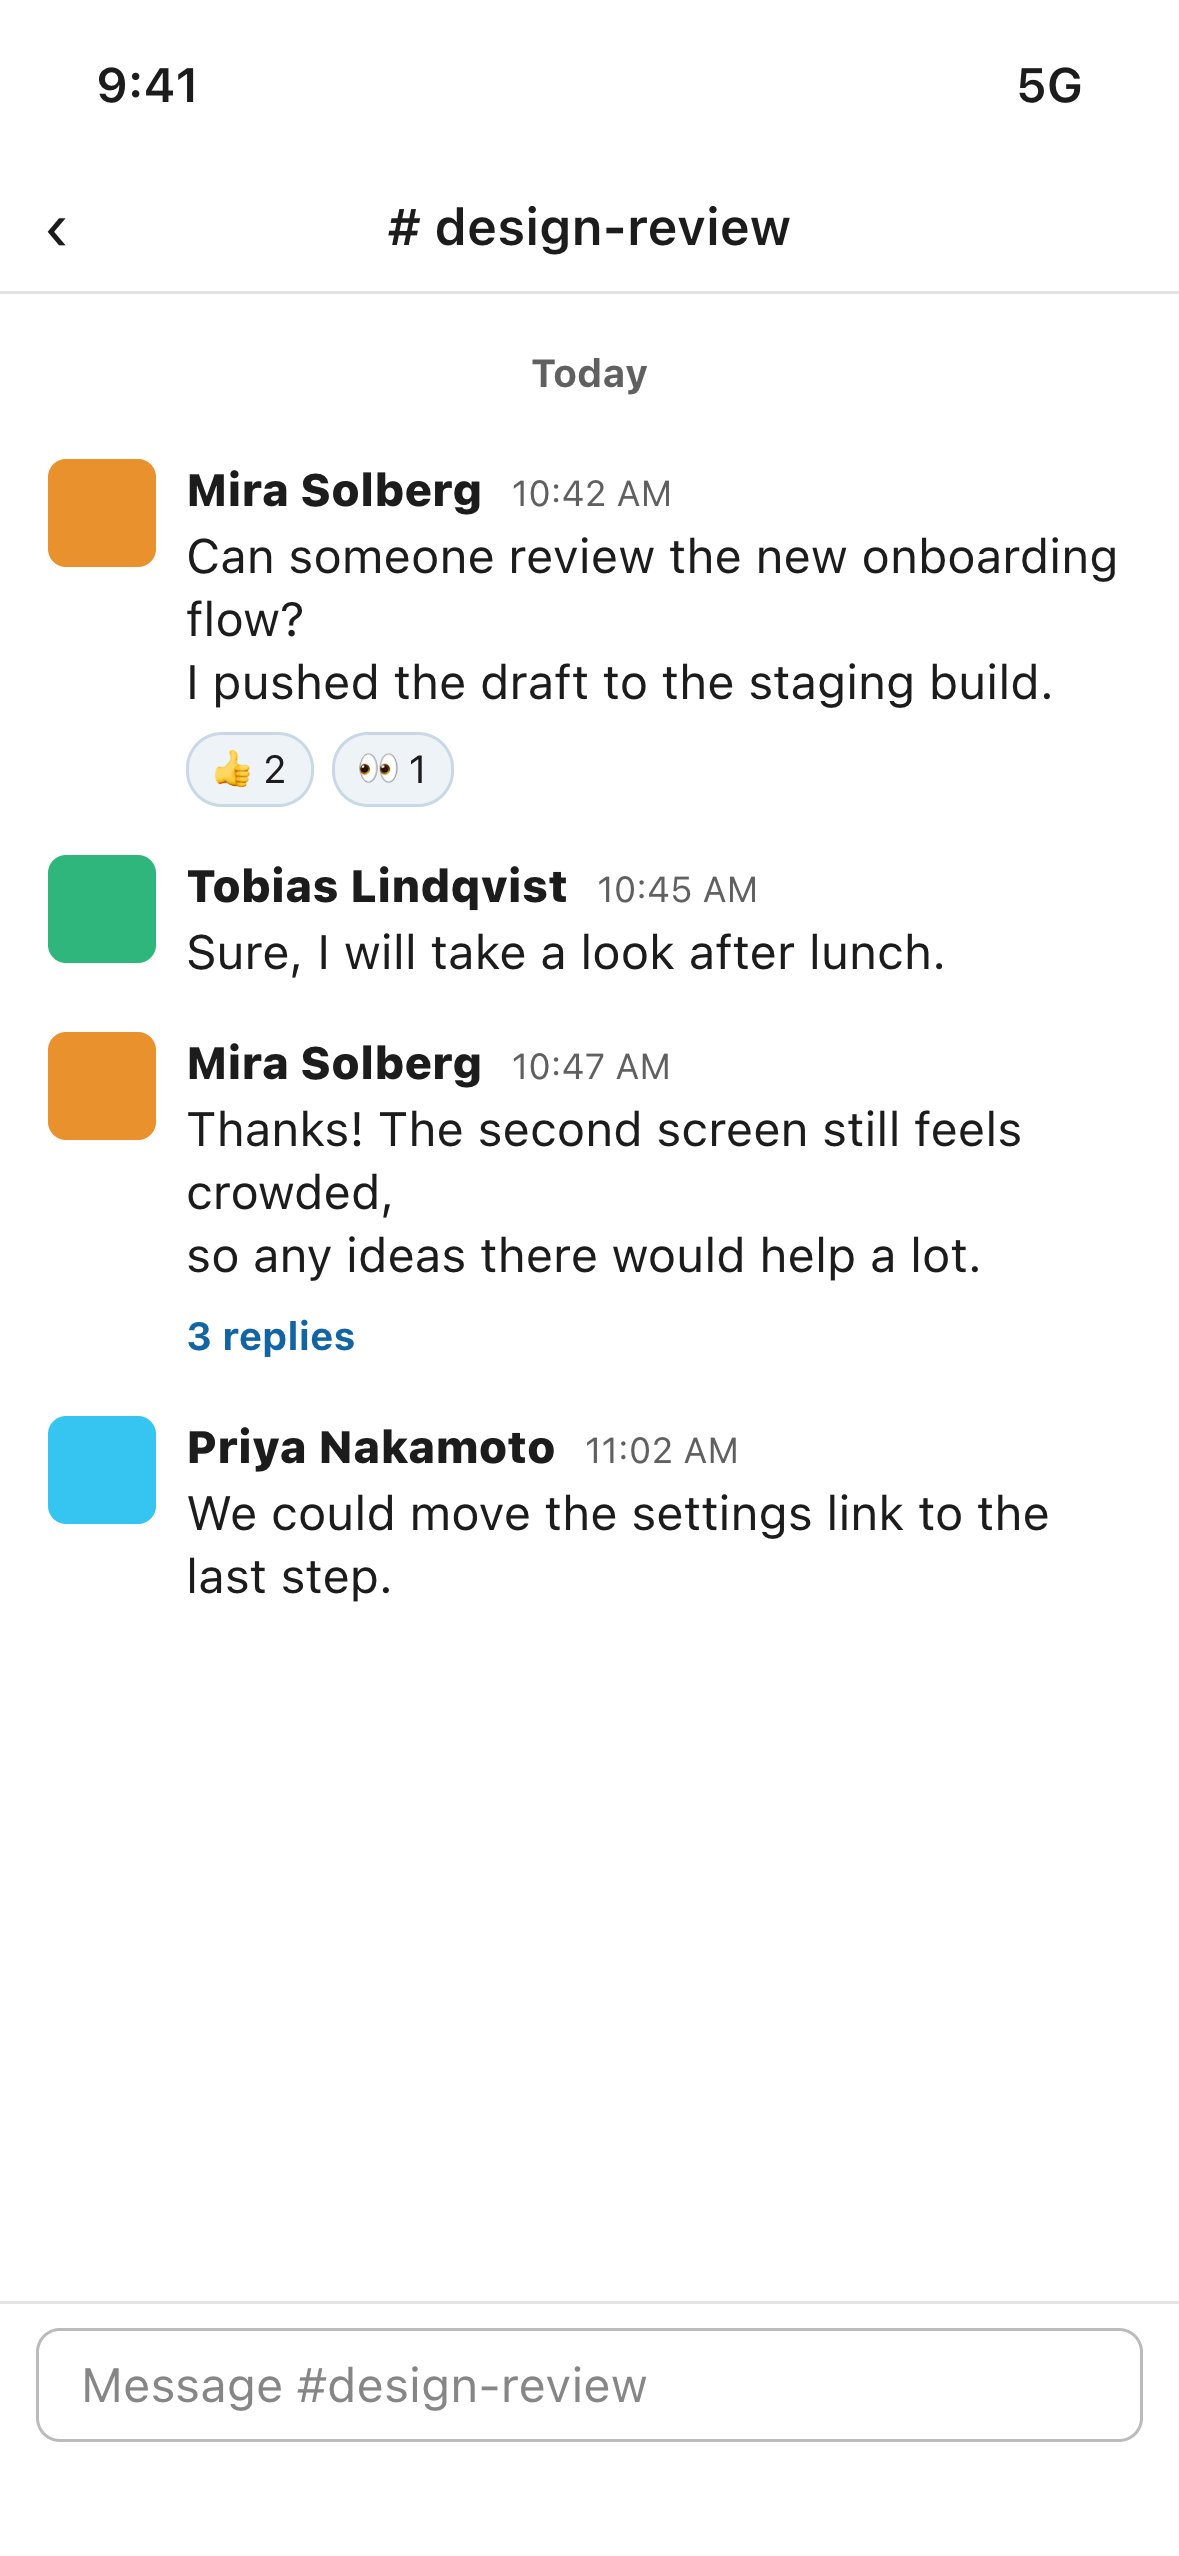 9:41 5G
‹ # design-review
Today
Mira Solberg 10:42 AM
Can someone review the new onboarding
flow?
I pushed the draft to the staging build.
👍 2 👀 1
Tobias Lindqvist 10:45 AM
Sure, I will take a look after lunch.
Mira Solberg 10:47 AM
Thanks! The second screen still feels
crowded,
so any ideas there would help a lot.
3 replies
Priya Nakamoto 11:02 AM
We could move the settings link to the
last step.
Message #design-review